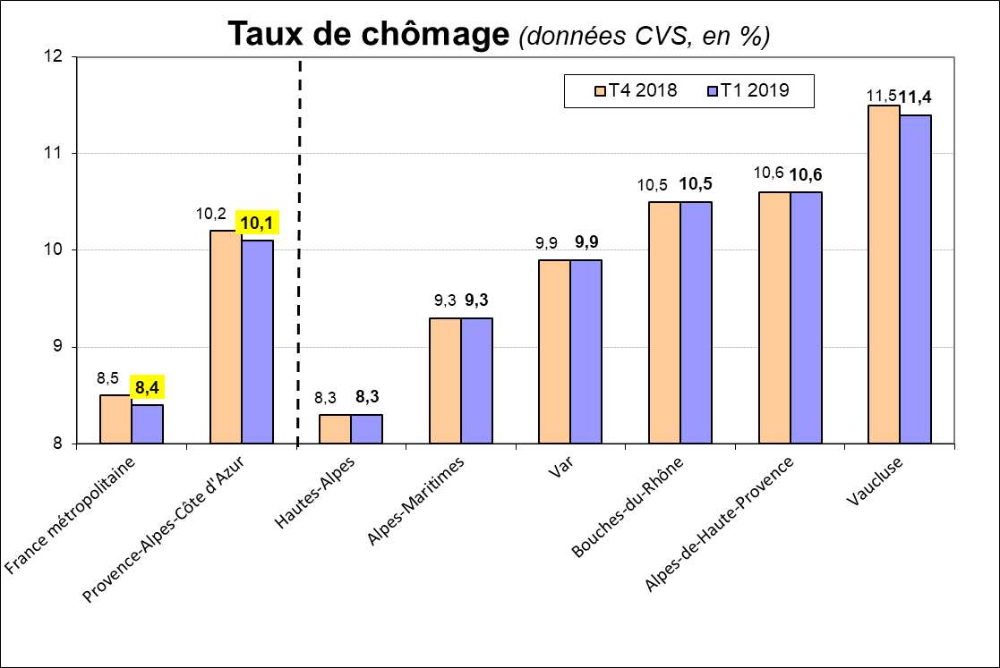 Taux de chômage (données CVS, en %)
T4 2018 T1 2019
12
11
10
9
8
8,5 8,4
10,2 10,1
8,3 8,3
9,3 9,3
9,9 9,9
10,5 10,5
10,6 10,6
11,5 11,4
France métropolitaine
Provence-Alpes-Côte d'Azur
Hautes-Alpes
Alpes-Maritimes
Var
Bouches-du-Rhône
Alpes-de-Haute-Provence
Vaucluse